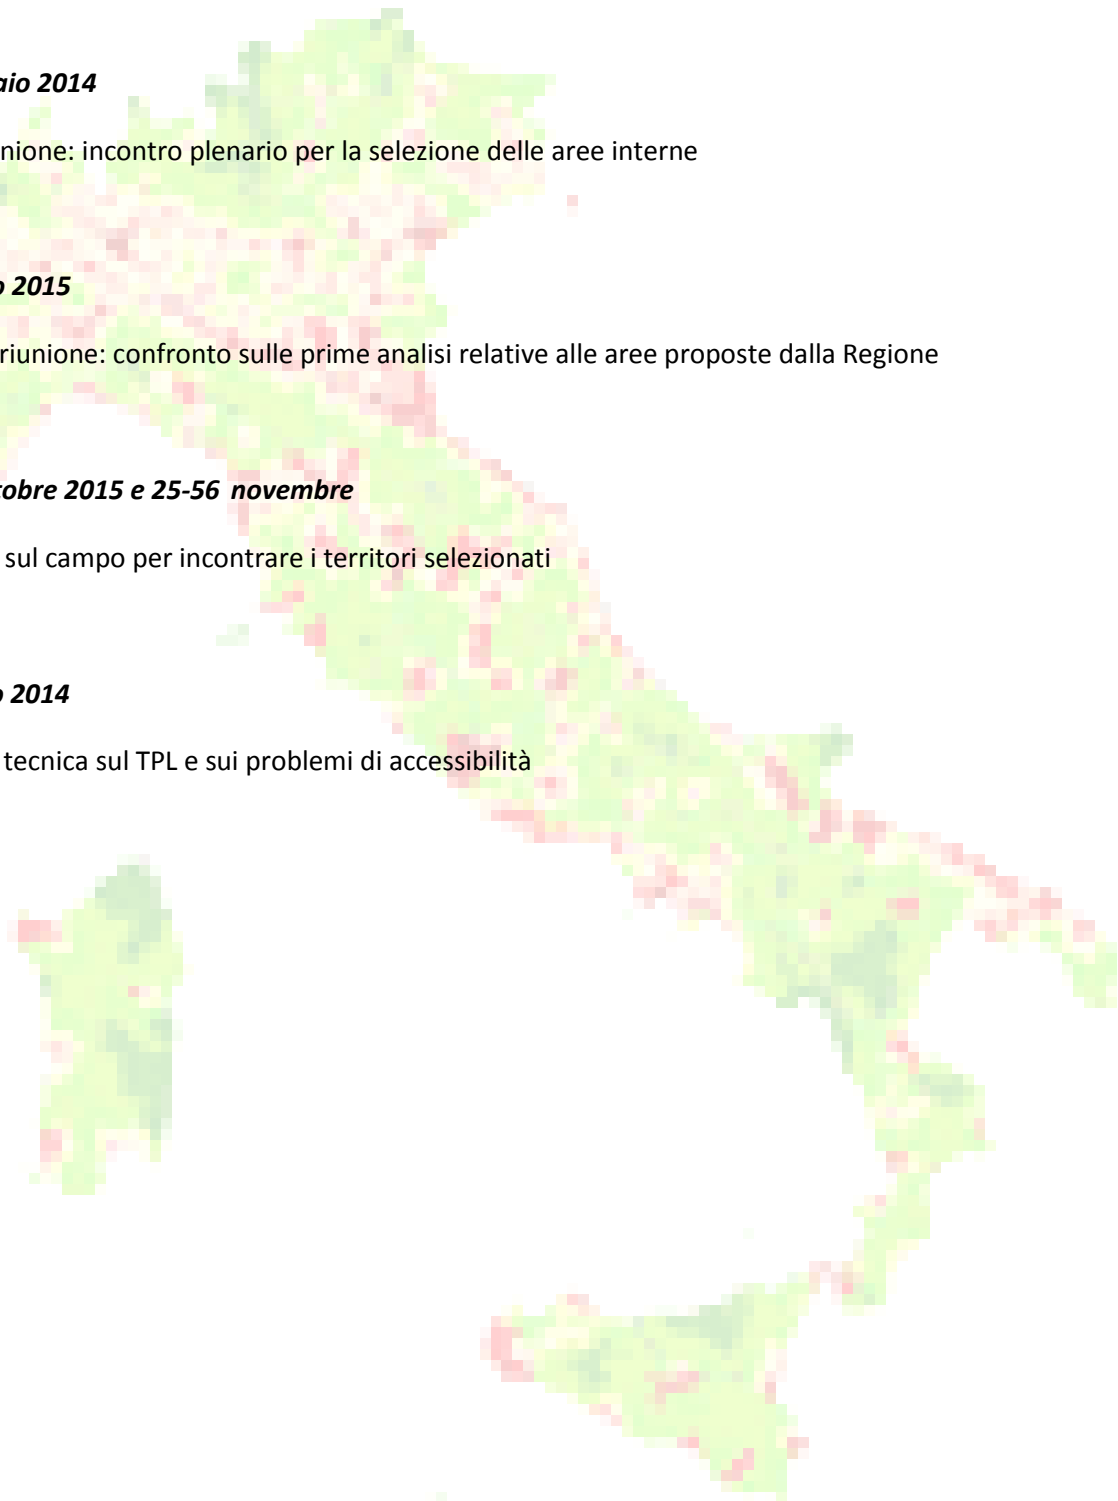 aio 2014
nione: incontro plenario per la selezione delle aree interne
o 2015
riunione: confronto sulle prime analisi relative alle aree proposte dalla Regione
tobre 2015 e 25-56 novembre
sul campo per incontrare i territori selezionati
o 2014
tecnica sul TPL e sui problemi di accessibilità